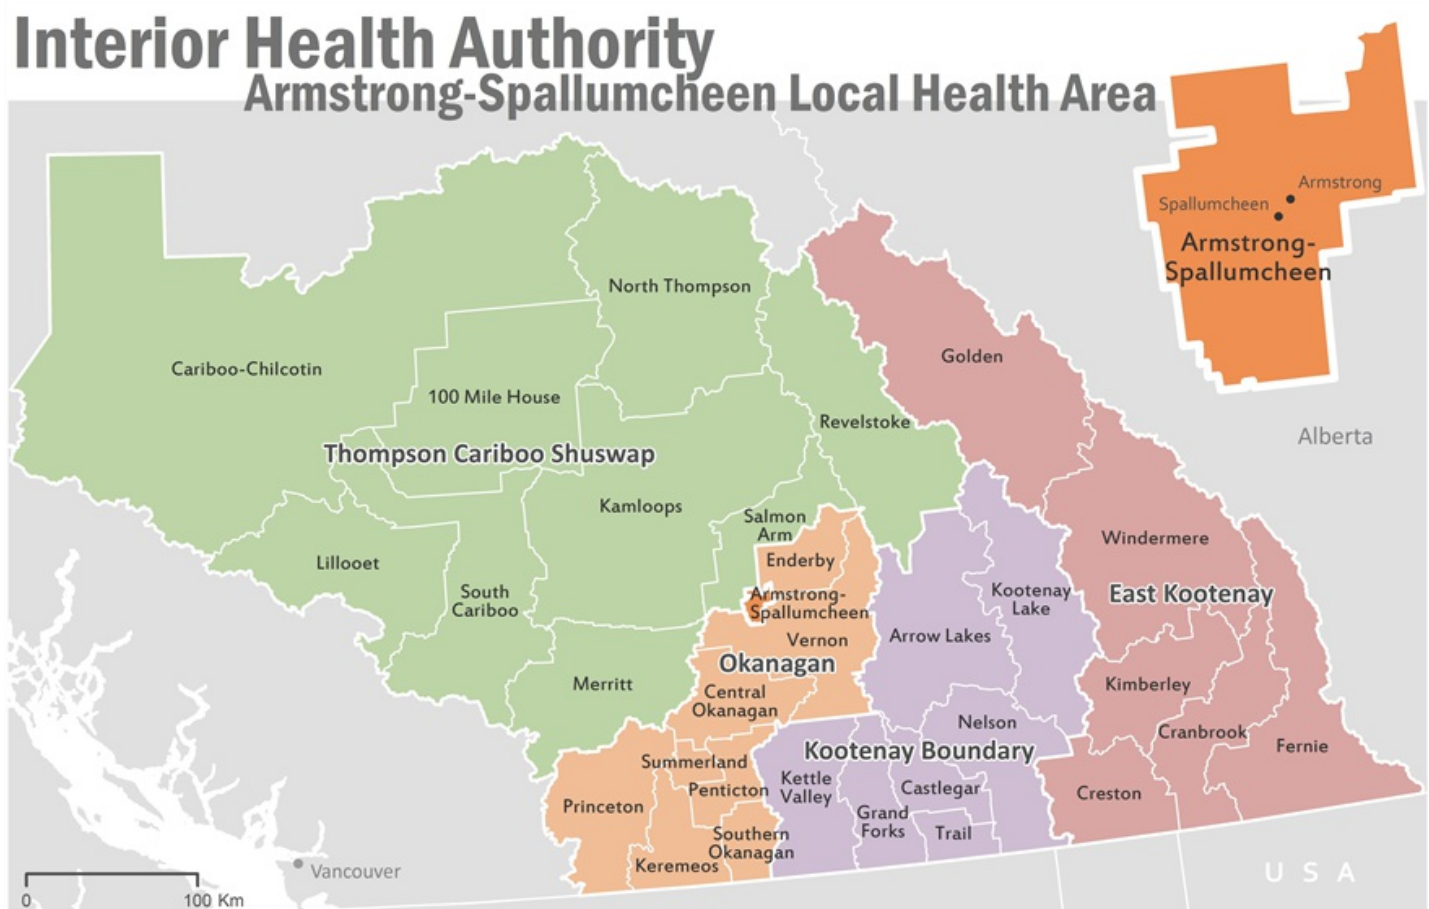 Interior Health Authority
Armstrong-Spallumcheen Local Health Area
Armstrong
Spallumcheen
Armstrong-
Spallumcheen
North Thompson
Golden
Cariboo-Chilcotin
100 Mile House
Revelstoke
Alberta
Thompson Cariboo Shuswap
Kamloops
Salmon
Arm
Windermere
Lillooet
Enderby
South
Cariboo
Armstrong-
Spallumcheen
Kootenay
Lake
East Kootenay
Vernon
Arrow Lakes
Okanagan
Merritt
Central
Okanagan
Kimberley
Nelson
Cranbrook
Fernie
Kootenay Boundary
Summerland
Kettle
Valley
Penticton
Castlegar
Creston
Princeton
Grand
Forks
Trail
Southern
Okanagan
Keremeos
Vancouver
USA
0 100 Km